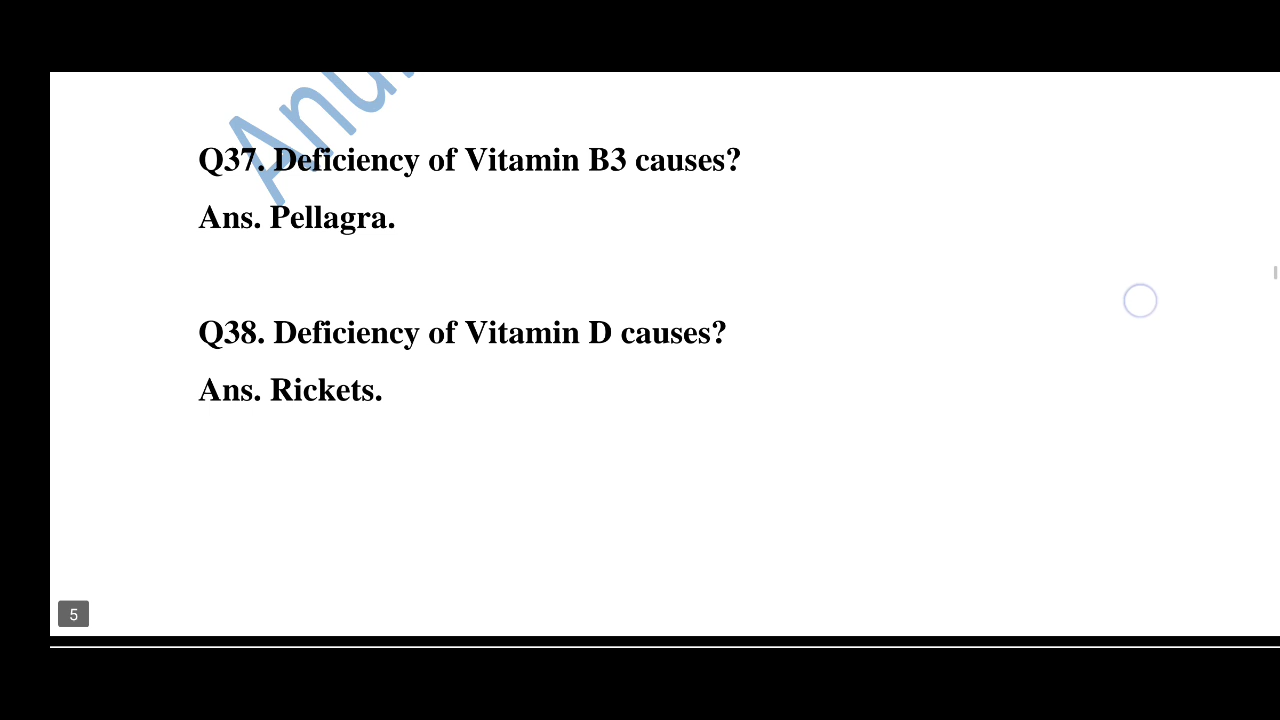 Q37. Deficiency of Vitamin B3 causes?
Ans. Pellagra.
Q38. Deficiency of Vitamin D causes?
Ans. Rickets.
5